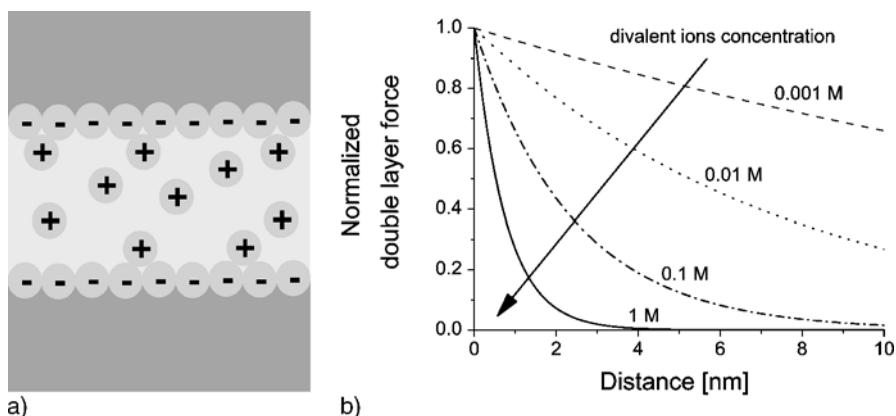 - - - - - - - - -
+ + +
+
+ +
+ +
+ +
- - - - - - - - -
a)
Normalized
double layer force
1.0
0.8
0.6
0.4
0.2
0.0
divalent ions concentration
0.001 M
0.01 M
0.1 M
1 M
0 2 4 6 8 10
Distance [nm]
b)